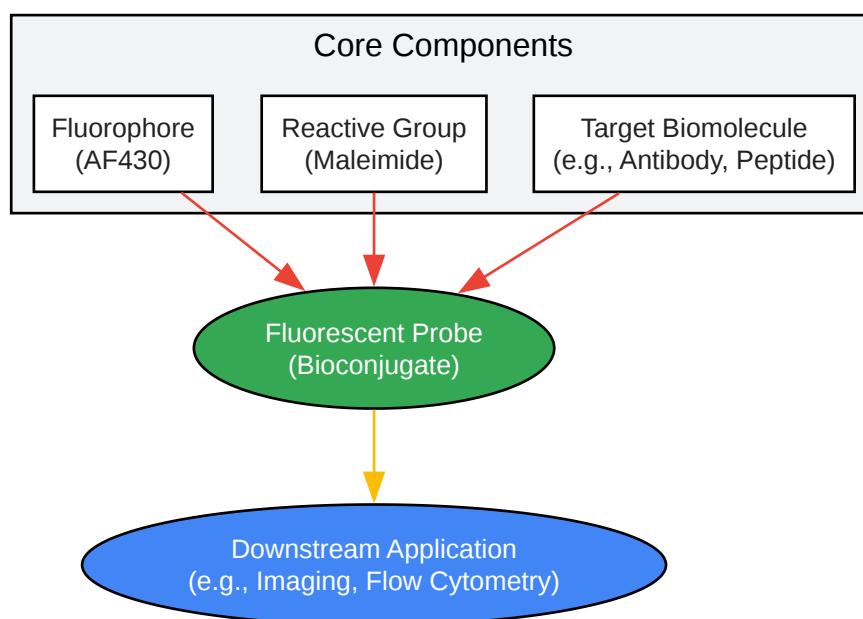 Core Components
Fluorophore
(AF430)
Reactive Group
(Maleimide)
Target Biomolecule
(e.g., Antibody, Peptide)
Fluorescent Probe
(Bioconjugate)
Downstream Application
(e.g., Imaging, Flow Cytometry)